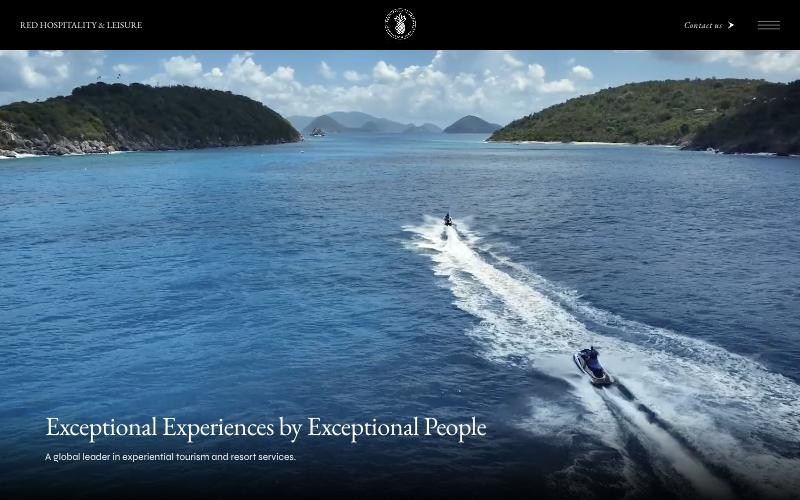 RED HOSPITALITY & LEISURE
Contact us
Exceptional Experiences by Exceptional People
A global leader in experiential tourism and resort services.